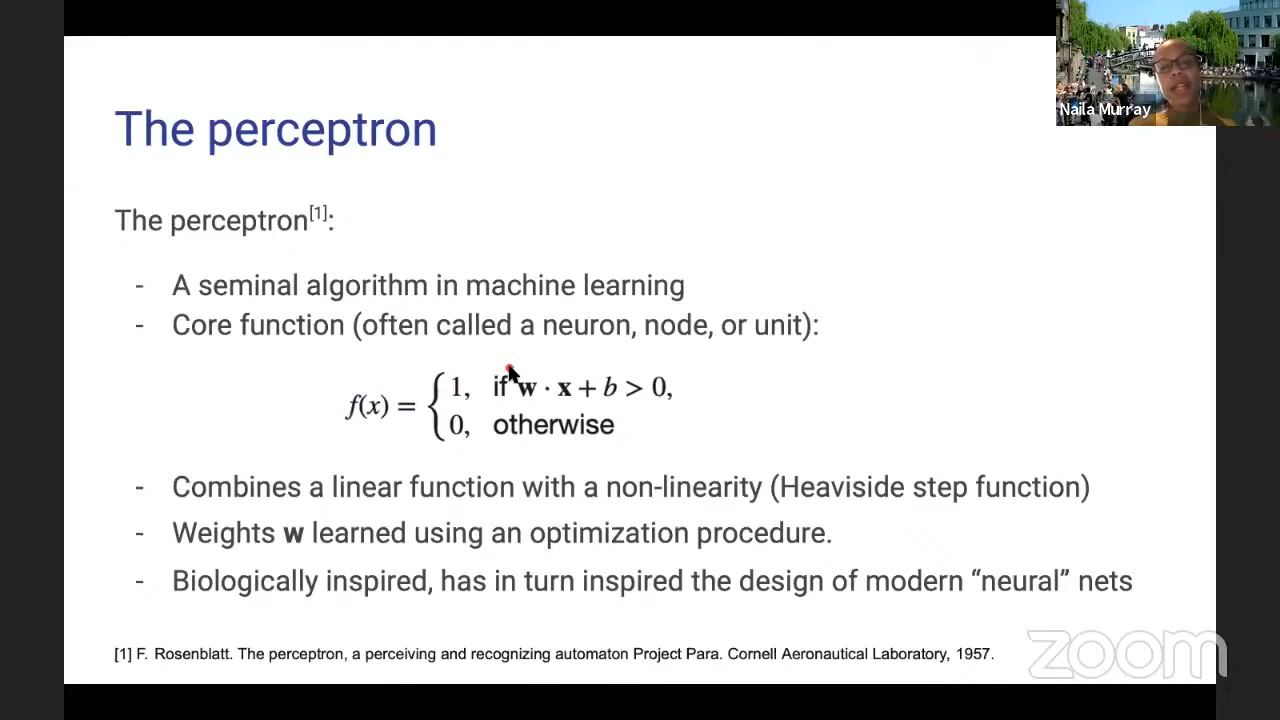 Naila Murray
The perceptron
The perceptron[1]:
- A seminal algorithm in machine learning
- Core function (often called a neuron, node, or unit):
f(x) = { 1, if w · x + b > 0,
0, otherwise
- Combines a linear function with a non-linearity (Heaviside step function)
- Weights w learned using an optimization procedure.
- Biologically inspired, has in turn inspired the design of modern “neural” nets
[1] F. Rosenblatt. The perceptron, a perceiving and recognizing automaton Project Para. Cornell Aeronautical Laboratory, 1957.
zoom